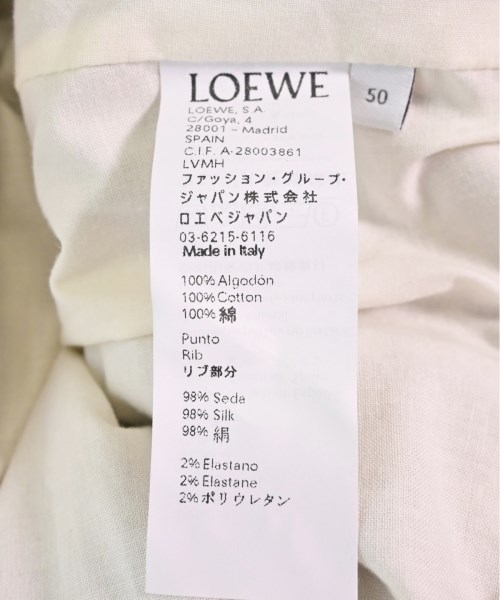 LOEWE
50
LOEWE, S.A.
C/Goya, 4
28001 - Madrid
SPAIN
C.I.F. A-28003861
LVMH
ファッション・グループ・
ジャパン株式会社
ロエベジャパン
03-6215-6116
Made in Italy
100% Algodón
100% Cotton
100% 綿
Punto
Rib
リブ部分
98% Seda
98% Silk
98% 絹
2% Elastano
2% Elastane
2% ポリウレタン